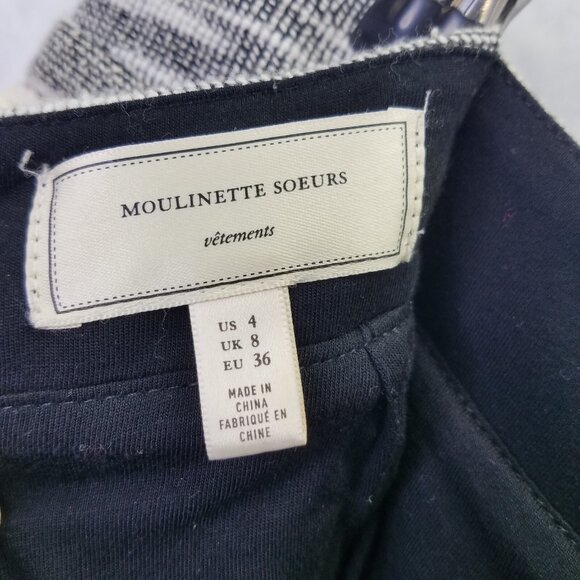 MOULINETTE SOEURS
vêtements
US 4
UK 8
EU 36
MADE IN
CHINA
FABRIQUÉ EN
CHINE